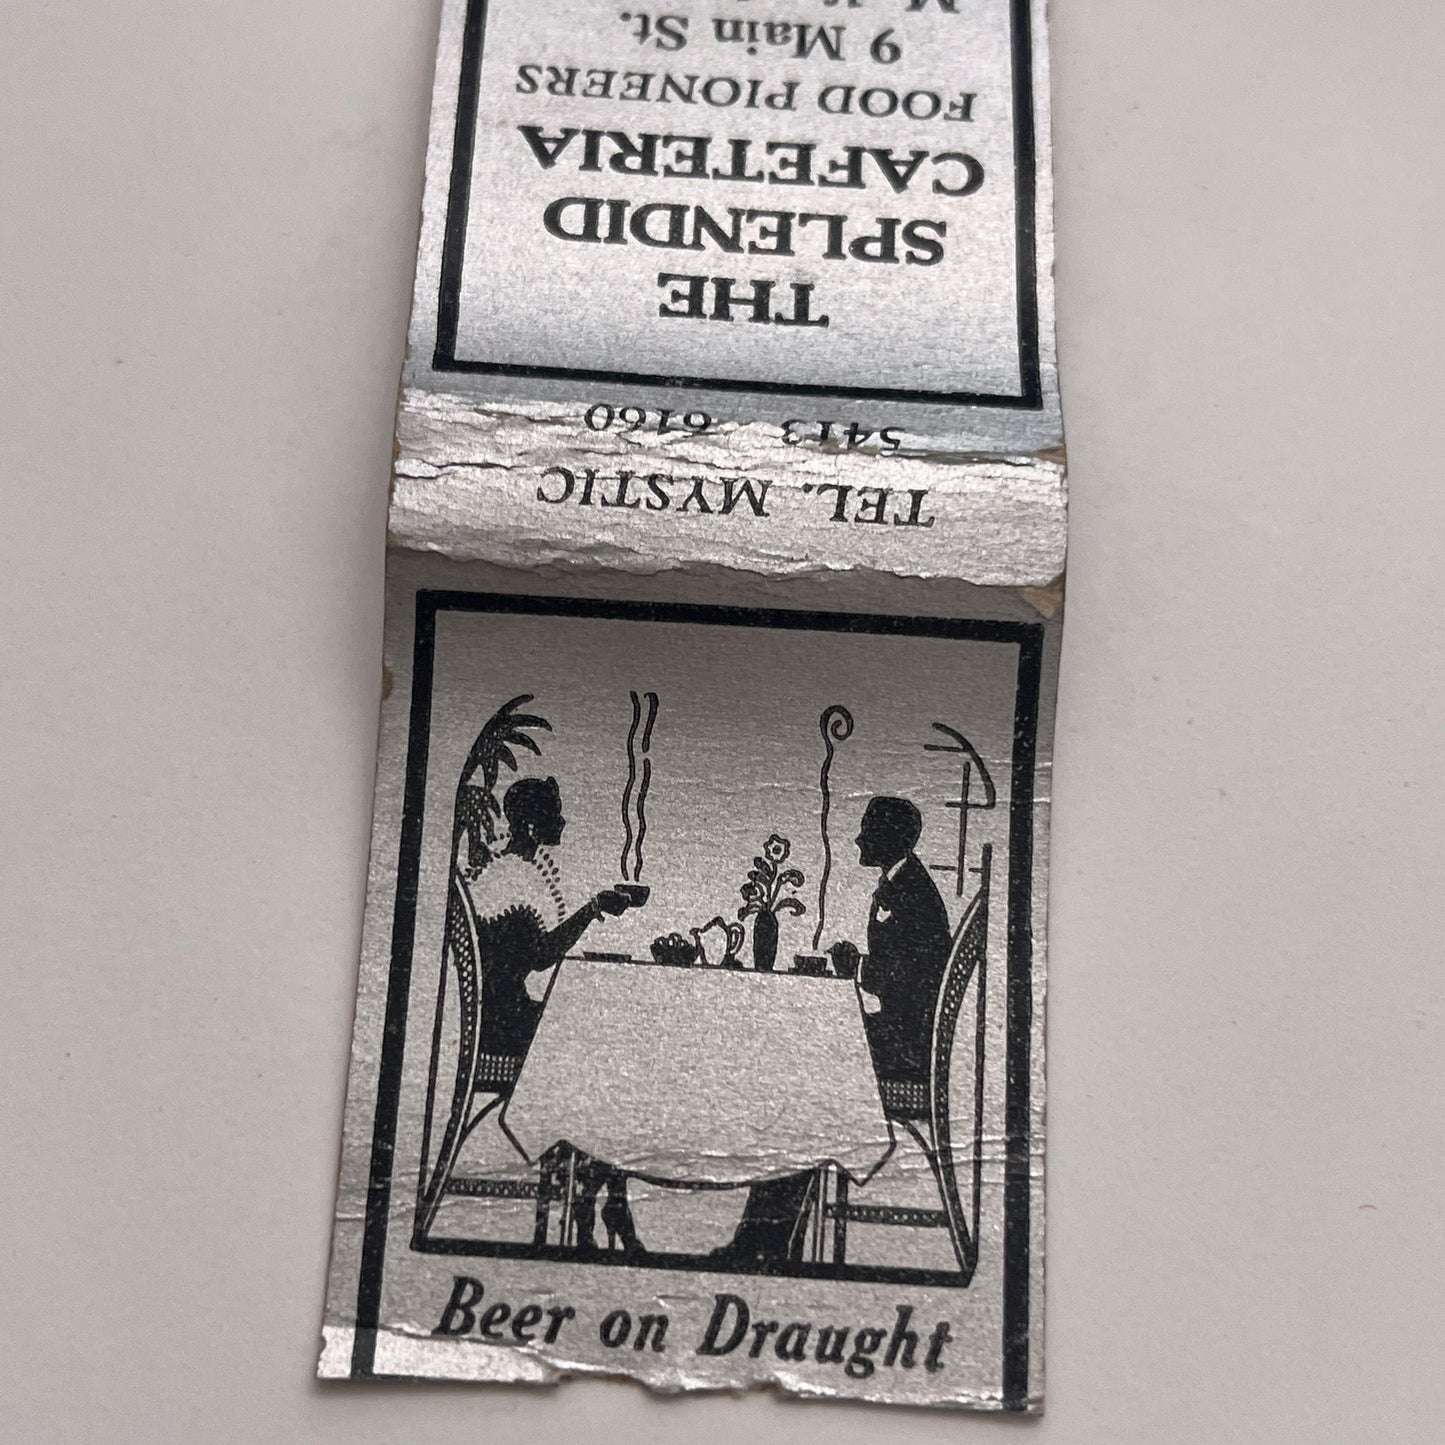 THE
SPLENDID
CAFETERIA
FOOD PIONEERS
9 Main St.
TEL. MYSTIC
5413 6160
Beer on Draught